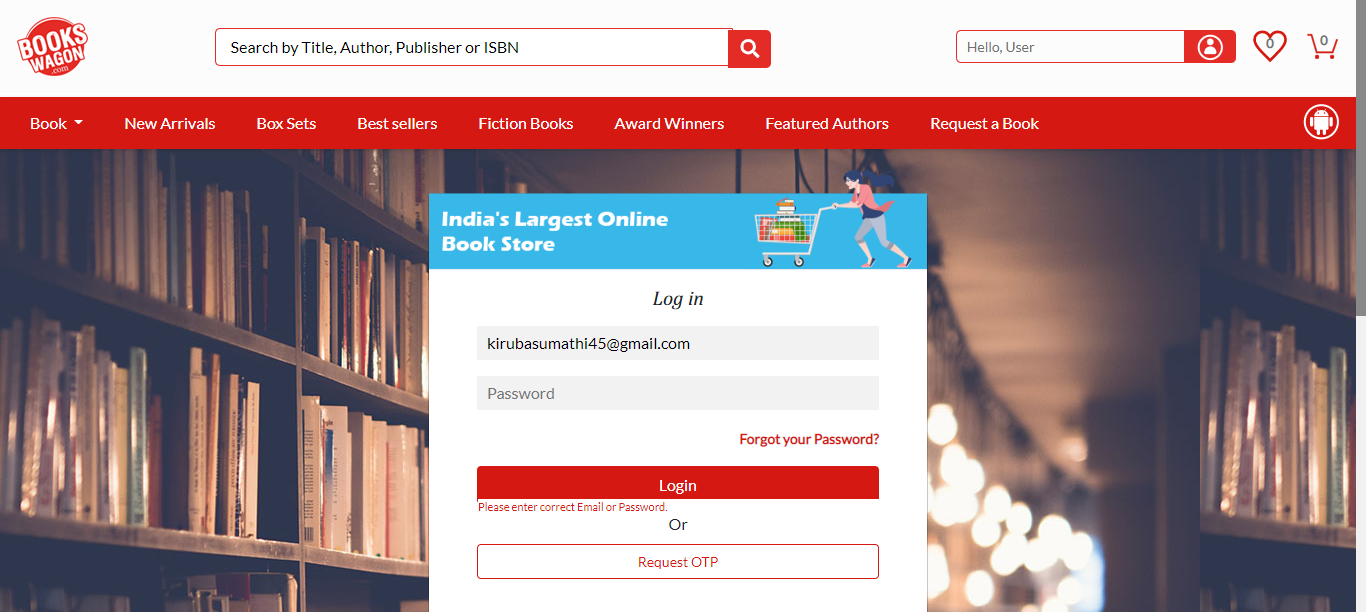 BOOKS
WAGON
.com
Search by Title, Author, Publisher or ISBN
Hello, User
0
0
Book
New Arrivals
Box Sets
Best sellers
Fiction Books
Award Winners
Featured Authors
Request a Book
India's Largest Online
Book Store
Log in
kirubasumathi45@gmail.com
Password
Forgot your Password?
Login
Please enter correct Email or Password.
Or
Request OTP